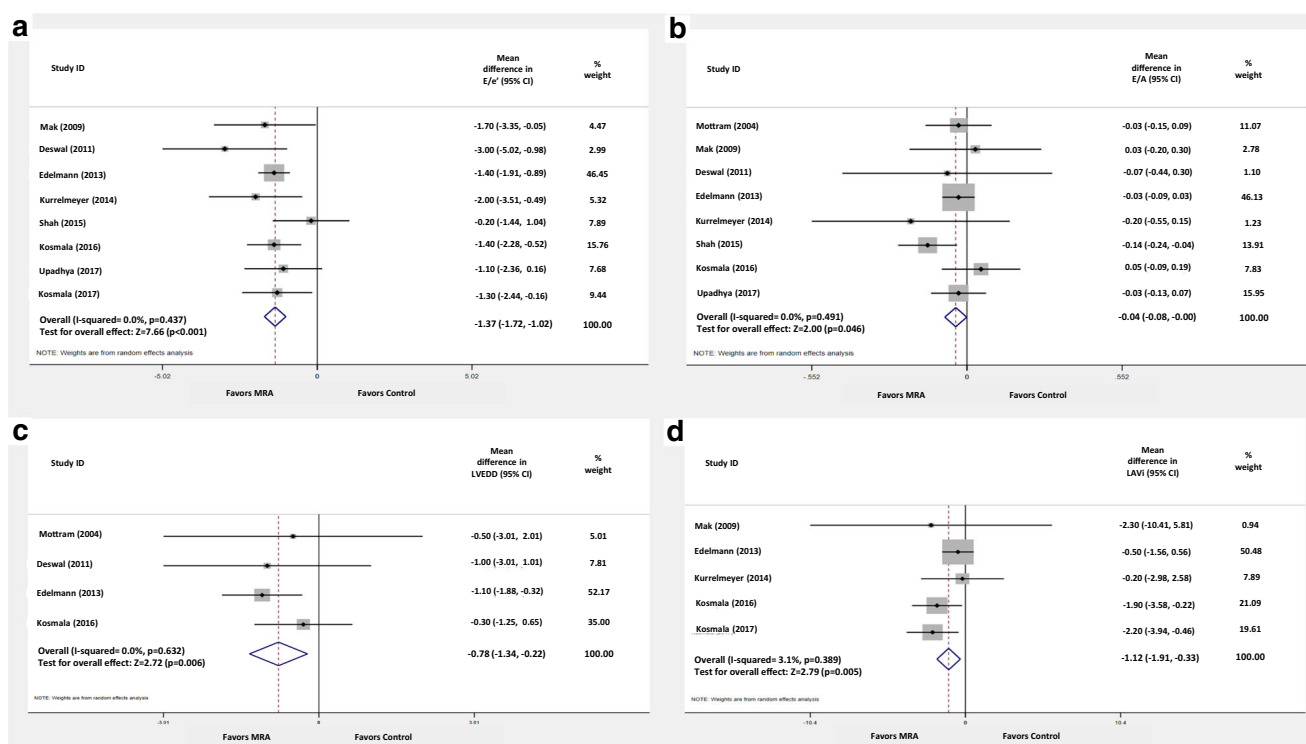 a
Study ID
Mean
difference in
E/e' (95% CI)
%
weight
Mak (2009) -1.70 (-3.35, -0.05) 4.47
Deswal (2011) -3.00 (-5.02, -0.98) 2.99
Edelmann (2013) -1.40 (-1.91, -0.89) 46.45
Kurrelmeyer (2014) -2.00 (-3.51, -0.49) 5.32
Shah (2015) -0.20 (-1.44, 1.04) 7.89
Kosmala (2016) -1.40 (-2.28, -0.52) 15.76
Upadhya (2017) -1.10 (-2.36, 0.16) 7.68
Kosmala (2017) -1.30 (-2.44, -0.16) 9.44
Overall (I-squared= 0.0%, p=0.437) -1.37 (-1.72, -1.02) 100.00
Test for overall effect: Z=7.66 (p<0.001)
NOTE: Weights are from random effects analysis
-5.02 0 5.02
Favors MRA Favors Control
b
Study ID
Mean
difference in
E/A (95% CI)
%
weight
Mottram (2004) -0.03 (-0.15, 0.09) 11.07
Mak (2009) 0.03 (-0.20, 0.30) 2.78
Deswal (2011) -0.07 (-0.44, 0.30) 1.10
Edelmann (2013) -0.03 (-0.09, 0.03) 46.13
Kurrelmeyer (2014) -0.20 (-0.55, 0.15) 1.23
Shah (2015) -0.14 (-0.24, -0.04) 13.91
Kosmala (2016) 0.05 (-0.09, 0.19) 7.83
Upadhya (2017) -0.03 (-0.13, 0.07) 15.95
Overall (I-squared= 0.0%, p=0.491) -0.04 (-0.08, -0.00) 100.00
Test for overall effect: Z=2.00 (p=0.046)
NOTE: Weights are from random effects analysis
-.552 0 .552
Favors MRA Favors Control
c
Study ID
Mean
difference in
LVEDD (95% CI)
%
weight
Mottram (2004) -0.50 (-3.01, 2.01) 5.01
Deswal (2011) -1.00 (-3.01, 1.01) 7.81
Edelmann (2013) -1.10 (-1.88, -0.32) 52.17
Kosmala (2016) -0.30 (-1.25, 0.65) 35.00
Overall (I-squared= 0.0%, p=0.632) -0.78 (-1.34, -0.22) 100.00
Test for overall effect: Z=2.72 (p=0.006)
NOTE: Weights are from random effects analysis
-3.01 0 3.01
Favors MRA Favors Control
d
Study ID
Mean
difference in
LAVi (95% CI)
%
weight
Mak (2009) -2.30 (-10.41, 5.81) 0.94
Edelmann (2013) -0.50 (-1.56, 0.56) 50.48
Kurrelmeyer (2014) -0.20 (-2.98, 2.58) 7.89
Kosmala (2016) -1.90 (-3.58, -0.22) 21.09
Kosmala (2017) -2.20 (-3.94, -0.46) 19.61
Overall (I-squared= 3.1%, p=0.389) -1.12 (-1.91, -0.33) 100.00
Test for overall effect: Z=2.79 (p=0.005)
NOTE: Weights are from random effects analysis
-10.4 0 10.4
Favors MRA Favors Control